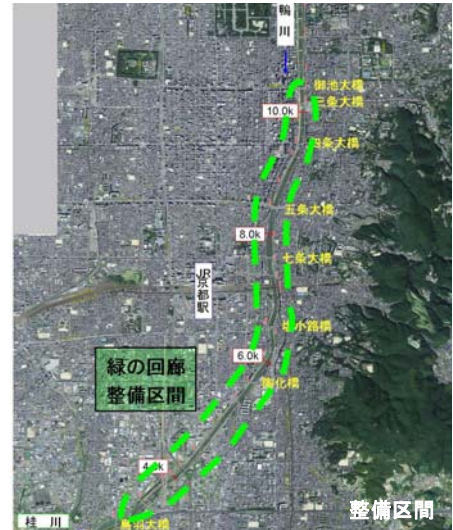 鴨川
御池大橋
三条大橋
10.0k
四条大橋
五条大橋
8.0k
七条大橋
JR京都駅
塩小路橋
6.0k
緑の回廊
整備区間
陶化橋
4.0k
鳥羽大橋
桂川
整備区間